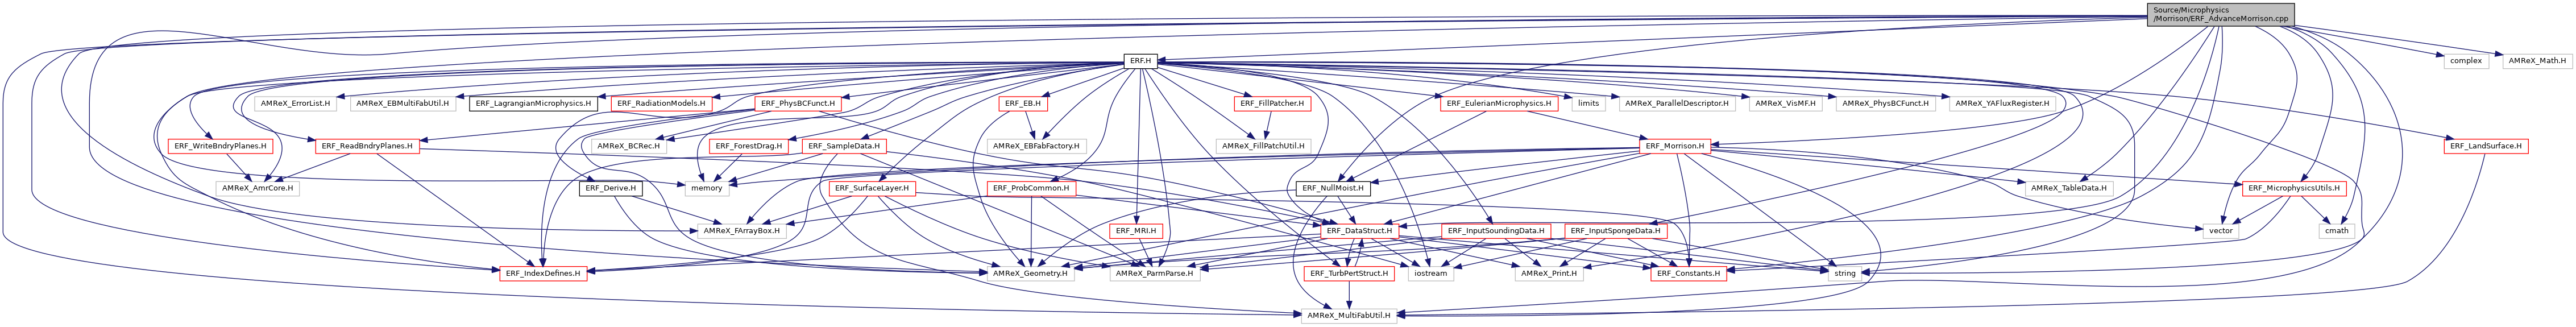 Source/Microphysics
/Morrison/ERF_AdvanceMorrison.cpp
ERF.H
complex
AMReX_Math.H
AMReX_ErrorList.H
AMReX_EBMultiFabUtil.H
ERF_LagrangianMicrophysics.H
ERF_RadiationModels.H
ERF_PhysBCFunct.H
ERF_EB.H
ERF_FillPatcher.H
ERF_EulerianMicrophysics.H
limits
AMReX_ParallelDescriptor.H
AMReX_VisMF.H
AMReX_PhysBCFunct.H
AMReX_YAFluxRegister.H
ERF_WriteBndryPlanes.H
ERF_ReadBndryPlanes.H
AMReX_BCRec.H
ERF_ForestDrag.H
ERF_SampleData.H
AMReX_EBFabFactory.H
AMReX_FillPatchUtil.H
ERF_Morrison.H
ERF_LandSurface.H
AMReX_AmrCore.H
ERF_Derive.H
memory
ERF_SurfaceLayer.H
ERF_ProbCommon.H
ERF_NullMoist.H
AMReX_TableData.H
ERF_MicrophysicsUtils.H
AMReX_FArrayBox.H
ERF_MRI.H
ERF_DataStruct.H
ERF_InputSoundingData.H
ERF_InputSpongeData.H
vector
cmath
ERF_IndexDefines.H
AMReX_Geometry.H
AMReX_ParmParse.H
ERF_TurbPertStruct.H
iostream
AMReX_Print.H
ERF_Constants.H
string
AMReX_MultiFabUtil.H